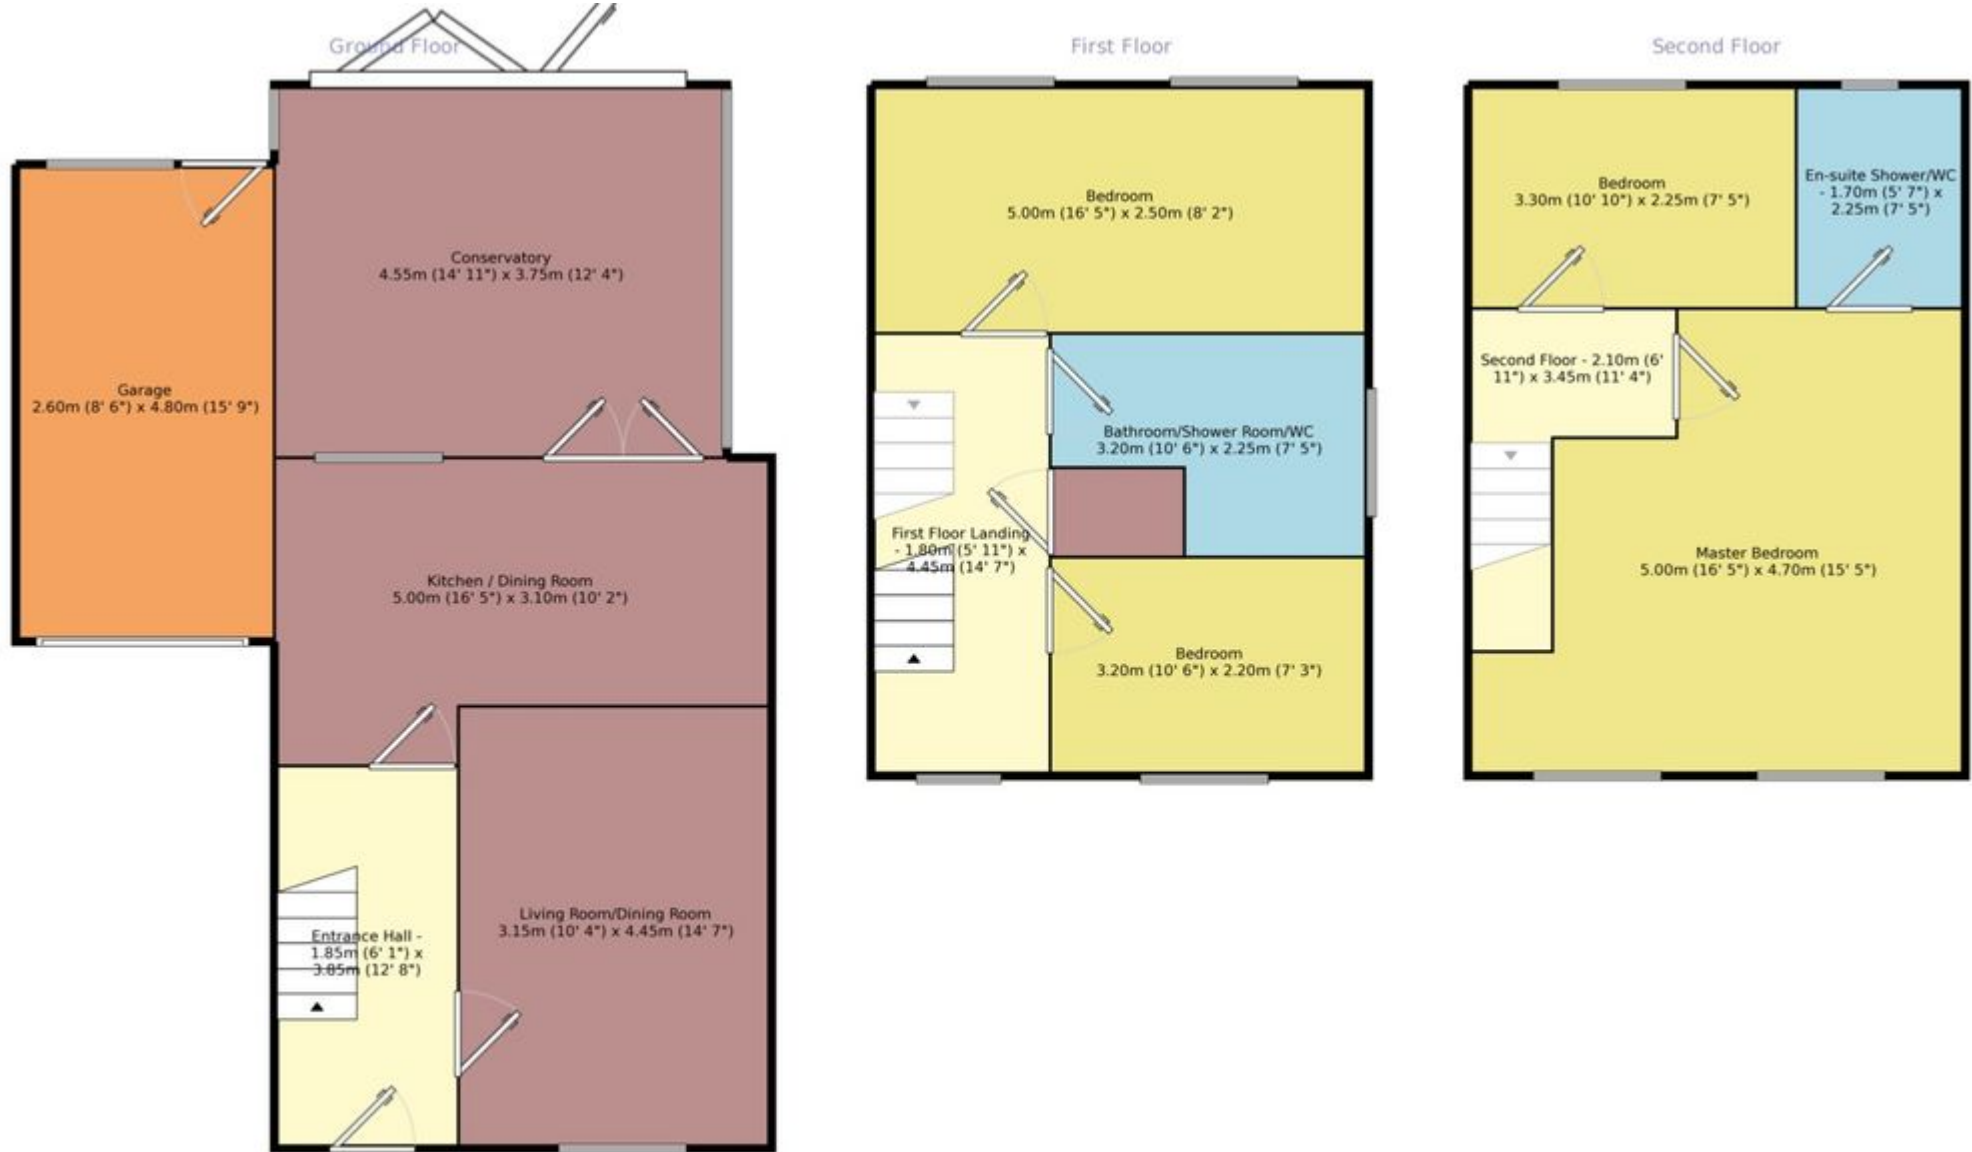 Ground Floor
Conservatory
4.55m (14' 11") x 3.75m (12' 4")
Garage
2.60m (8' 6") x 4.80m (15' 9")
Kitchen / Dining Room
5.00m (16' 5") x 3.10m (10' 2")
Living Room/Dining Room
3.15m (10' 4") x 4.45m (14' 7")
Entrance Hall -
1.85m (6' 1") x
3.85m (12' 8")
First Floor
Bedroom
5.00m (16' 5") x 2.50m (8' 2")
Bathroom/Shower Room/WC
3.20m (10' 6") x 2.25m (7' 5")
First Floor Landing
- 1.80m (5' 11") x
4.45m (14' 7")
Bedroom
3.20m (10' 6") x 2.20m (7' 3")
Second Floor
Bedroom
3.30m (10' 10") x 2.25m (7' 5")
En-suite Shower/WC
- 1.70m (5' 7") x
2.25m (7' 5")
Second Floor - 2.10m (6'
11") x 3.45m (11' 4")
Master Bedroom
5.00m (16' 5") x 4.70m (15' 5")